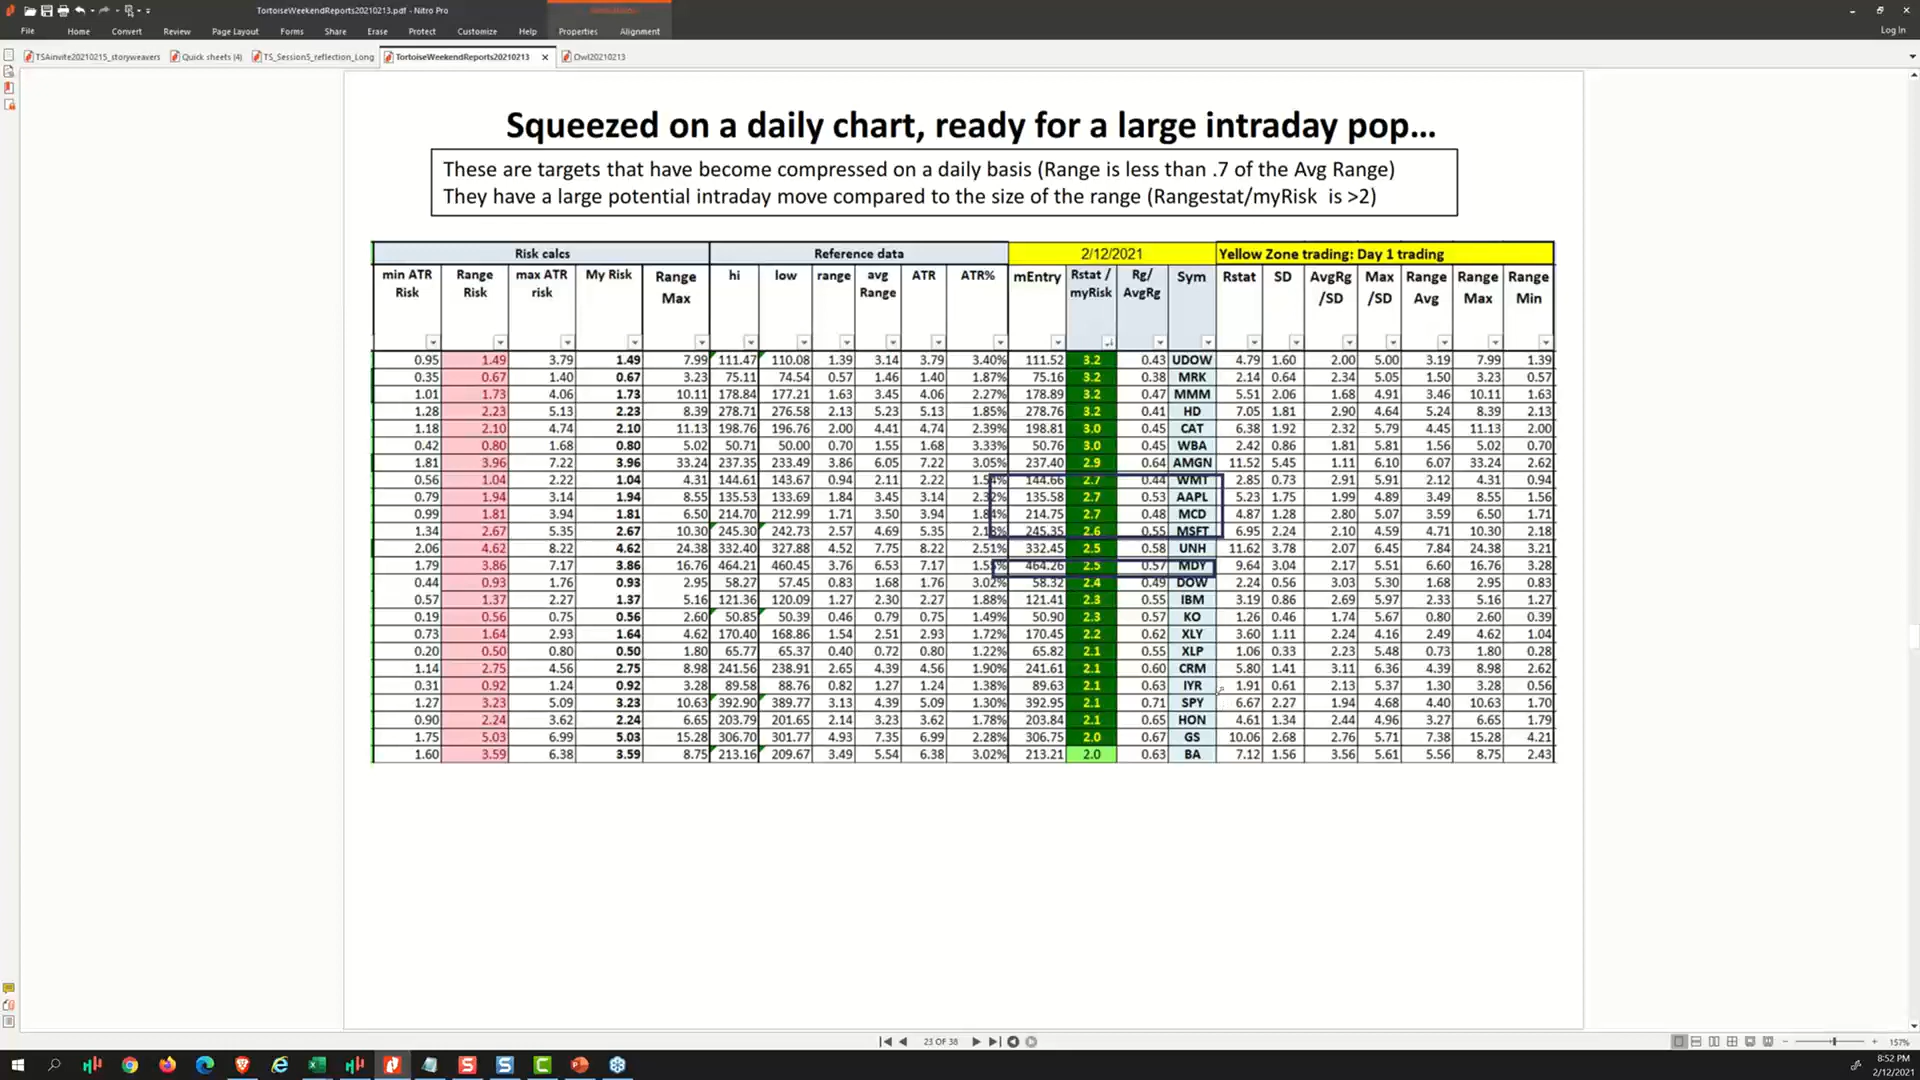 TortoiseWeekendReports20210213.pdf - Nitro Pro
File Home Convert Review Page Layout Forms Share Erase Protect Customize Help Properties Alignment Log In
TSAinvite20210215_storyweavers Quick sheets (4) TS_Session5_reflection_Long TortoiseWeekendReports20210213 Owl20210213
Squeezed on a daily chart, ready for a large intraday pop...
These are targets that have become compressed on a daily basis (Range is less than .7 of the Avg Range)
They have a large potential intraday move compared to the size of the range (Rangestat/myRisk is >2)
Risk calcs Reference data 2/12/2021 Yellow Zone trading: Day 1 trading
min ATR Risk Range Risk max ATR risk My Risk Range Max hi low range avg Range ATR ATR% mEntry Rstat / myRisk Rg/ AvgRg Sym Rstat SD AvgRg /SD Max /SD Range Avg Range Max Range Min
0.95 1.49 3.79 1.49 7.99 111.47 110.08 1.39 3.14 3.79 3.40% 111.52 3.2 0.43 UDOW 4.79 1.60 2.00 5.00 3.19 7.99 1.39
0.35 0.67 1.40 0.67 3.23 75.11 74.54 0.57 1.46 1.40 1.87% 75.16 3.2 0.38 MRK 2.14 0.64 2.34 5.05 1.50 3.23 0.57
1.01 1.73 4.06 1.73 10.11 178.84 177.21 1.63 3.45 4.06 2.27% 178.89 3.2 0.47 MMM 5.51 2.06 1.68 4.91 3.46 10.11 1.63
1.28 2.23 5.13 2.23 8.39 278.71 276.58 2.13 5.23 5.13 1.85% 278.76 3.2 0.41 HD 7.05 1.81 2.90 4.64 5.24 8.39 2.13
1.18 2.10 4.74 2.10 11.13 198.76 196.76 2.00 4.41 4.74 2.39% 198.81 3.0 0.45 CAT 6.38 1.92 2.32 5.79 4.45 11.13 2.00
0.42 0.80 1.68 0.80 5.02 50.71 50.00 0.70 1.55 1.68 3.33% 50.76 3.0 0.45 WBA 2.42 0.86 1.81 5.81 1.56 5.02 0.70
1.81 3.96 7.22 3.96 33.24 237.35 233.49 3.86 6.05 7.22 3.05% 237.40 2.9 0.64 AMGN 11.52 5.45 1.11 6.10 6.07 33.24 2.62
0.56 1.04 2.22 1.04 4.31 144.61 143.67 0.94 2.11 2.22 1.54% 144.66 2.7 0.44 WMT 2.85 0.73 2.91 5.91 2.12 4.31 0.94
0.79 1.94 3.14 1.94 8.55 135.53 133.69 1.84 3.45 3.14 2.32% 135.58 2.7 0.53 AAPL 5.23 1.75 1.99 4.89 3.49 8.55 1.56
0.99 1.81 3.94 1.81 6.50 214.70 212.99 1.71 3.50 3.94 1.84% 214.75 2.7 0.48 MCD 4.87 1.28 2.80 5.07 3.59 6.50 1.71
1.34 2.67 5.35 2.67 10.30 245.30 242.73 2.57 4.69 5.35 2.18% 245.35 2.6 0.55 MSFT 6.95 2.24 2.10 4.59 4.71 10.30 2.18
2.06 4.62 8.22 4.62 24.38 332.40 327.88 4.52 7.75 8.22 2.51% 332.45 2.5 0.58 UNH 11.62 3.78 2.07 6.45 7.84 24.38 3.21
1.79 3.86 7.17 3.86 16.76 464.21 460.45 3.76 6.53 7.17 1.55% 464.26 2.5 0.57 MDY 9.64 3.04 2.17 5.51 6.60 16.76 3.28
0.44 0.93 1.76 0.93 2.95 58.27 57.45 0.83 1.68 1.76 3.02% 58.32 2.4 0.49 DOW 2.24 0.56 3.03 5.30 1.68 2.95 0.83
0.57 1.37 2.27 1.37 5.16 121.36 120.09 1.27 2.30 2.27 1.88% 121.41 2.3 0.55 IBM 3.19 0.86 2.69 5.97 2.33 5.16 1.27
0.19 0.56 0.75 0.56 2.60 50.85 50.39 0.46 0.79 0.75 1.49% 50.90 2.3 0.57 KO 1.26 0.46 1.74 5.67 0.80 2.60 0.39
0.73 1.64 2.93 1.64 4.62 170.40 168.86 1.54 2.51 2.93 1.72% 170.45 2.2 0.62 XLY 3.60 1.11 2.24 4.16 2.49 4.62 1.04
0.20 0.50 0.80 0.50 1.80 65.77 65.37 0.40 0.72 0.80 1.22% 65.82 2.1 0.55 XLP 1.06 0.33 2.23 5.48 0.73 1.80 0.28
1.14 2.75 4.56 2.75 8.98 241.56 238.91 2.65 4.39 4.56 1.90% 241.61 2.1 0.60 CRM 5.80 1.41 3.11 6.36 4.39 8.98 2.62
0.31 0.92 1.24 0.92 3.28 89.58 88.76 0.82 1.27 1.24 1.38% 89.63 2.1 0.63 IYR 1.91 0.61 2.13 5.37 1.30 3.28 0.56
1.27 3.23 5.09 3.23 10.63 392.90 389.77 3.13 4.39 5.09 1.30% 392.95 2.1 0.71 SPY 6.67 2.27 1.94 4.68 4.40 10.63 1.70
0.90 2.24 3.62 2.24 6.65 203.79 201.65 2.14 3.23 3.62 1.78% 203.84 2.1 0.65 HON 4.61 1.34 2.44 4.96 3.27 6.65 1.79
1.75 5.03 6.99 5.03 15.28 306.70 301.77 4.93 7.35 6.99 2.28% 306.75 2.0 0.67 GS 10.06 2.68 2.76 5.71 7.38 15.28 4.21
1.60 3.59 6.38 3.59 8.75 213.16 209.67 3.49 5.54 6.38 3.02% 213.21 2.0 0.63 BA 7.12 1.56 3.56 5.61 5.56 8.75 2.43
23 OF 38
157%
8:52 PM
2/12/2021